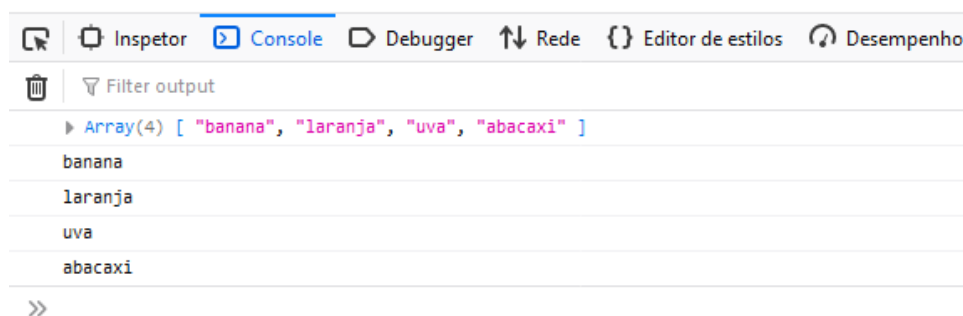 Inspetor Console Debugger Rede {} Editor de estilos Desempenho
Filter output
Array(4) [ "banana", "laranja", "uva", "abacaxi" ]
banana
laranja
uva
abacaxi
»